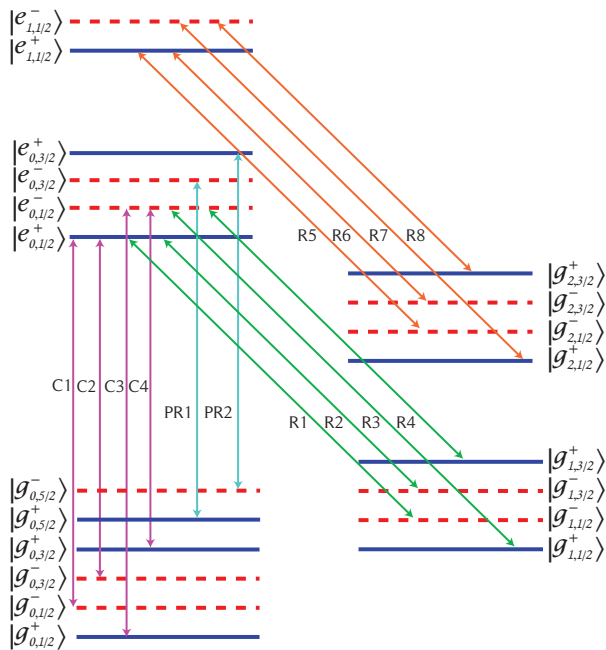 |e⁻₁,₁/₂⟩
|e⁺₁,₁/₂⟩
|e⁺₀,₃/₂⟩
|e⁻₀,₃/₂⟩
|e⁻₀,₁/₂⟩
|e⁺₀,₁/₂⟩
R5 R6 R7 R8
|g⁺₂,₃/₂⟩
|g⁻₂,₃/₂⟩
|g⁻₂,₁/₂⟩
|g⁺₂,₁/₂⟩
C1 C2 C3 C4
PR1 PR2
R1 R2 R3 R4
|g⁺₁,₃/₂⟩
|g⁻₁,₃/₂⟩
|g⁻₁,₁/₂⟩
|g⁺₁,₁/₂⟩
|g⁻₀,₅/₂⟩
|g⁺₀,₅/₂⟩
|g⁺₀,₃/₂⟩
|g⁻₀,₃/₂⟩
|g⁻₀,₁/₂⟩
|g⁺₀,₁/₂⟩